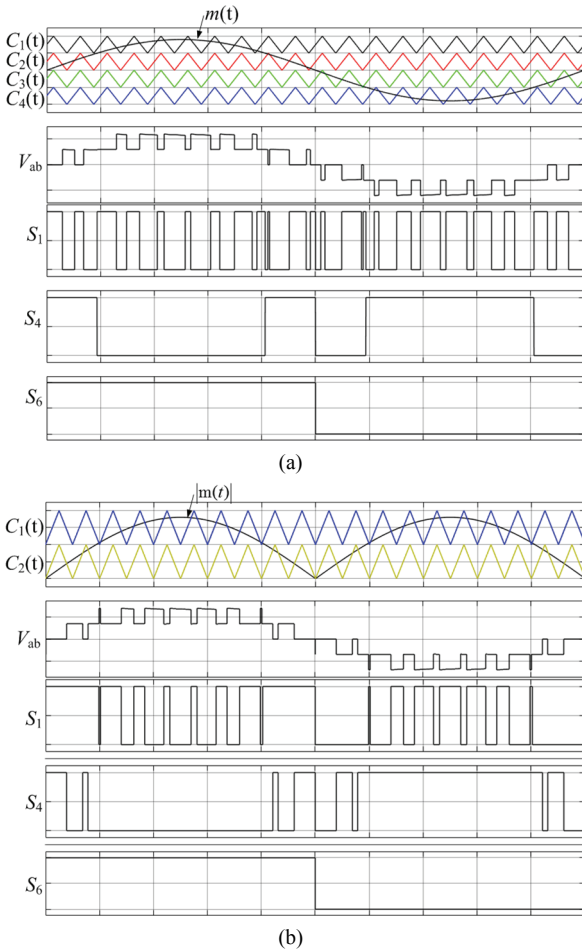 m(t)
C1(t)
C2(t)
C3(t)
C4(t)
Vab
S1
S4
S6
(a)
|m(t)|
C1(t)
C2(t)
Vab
S1
S4
S6
(b)